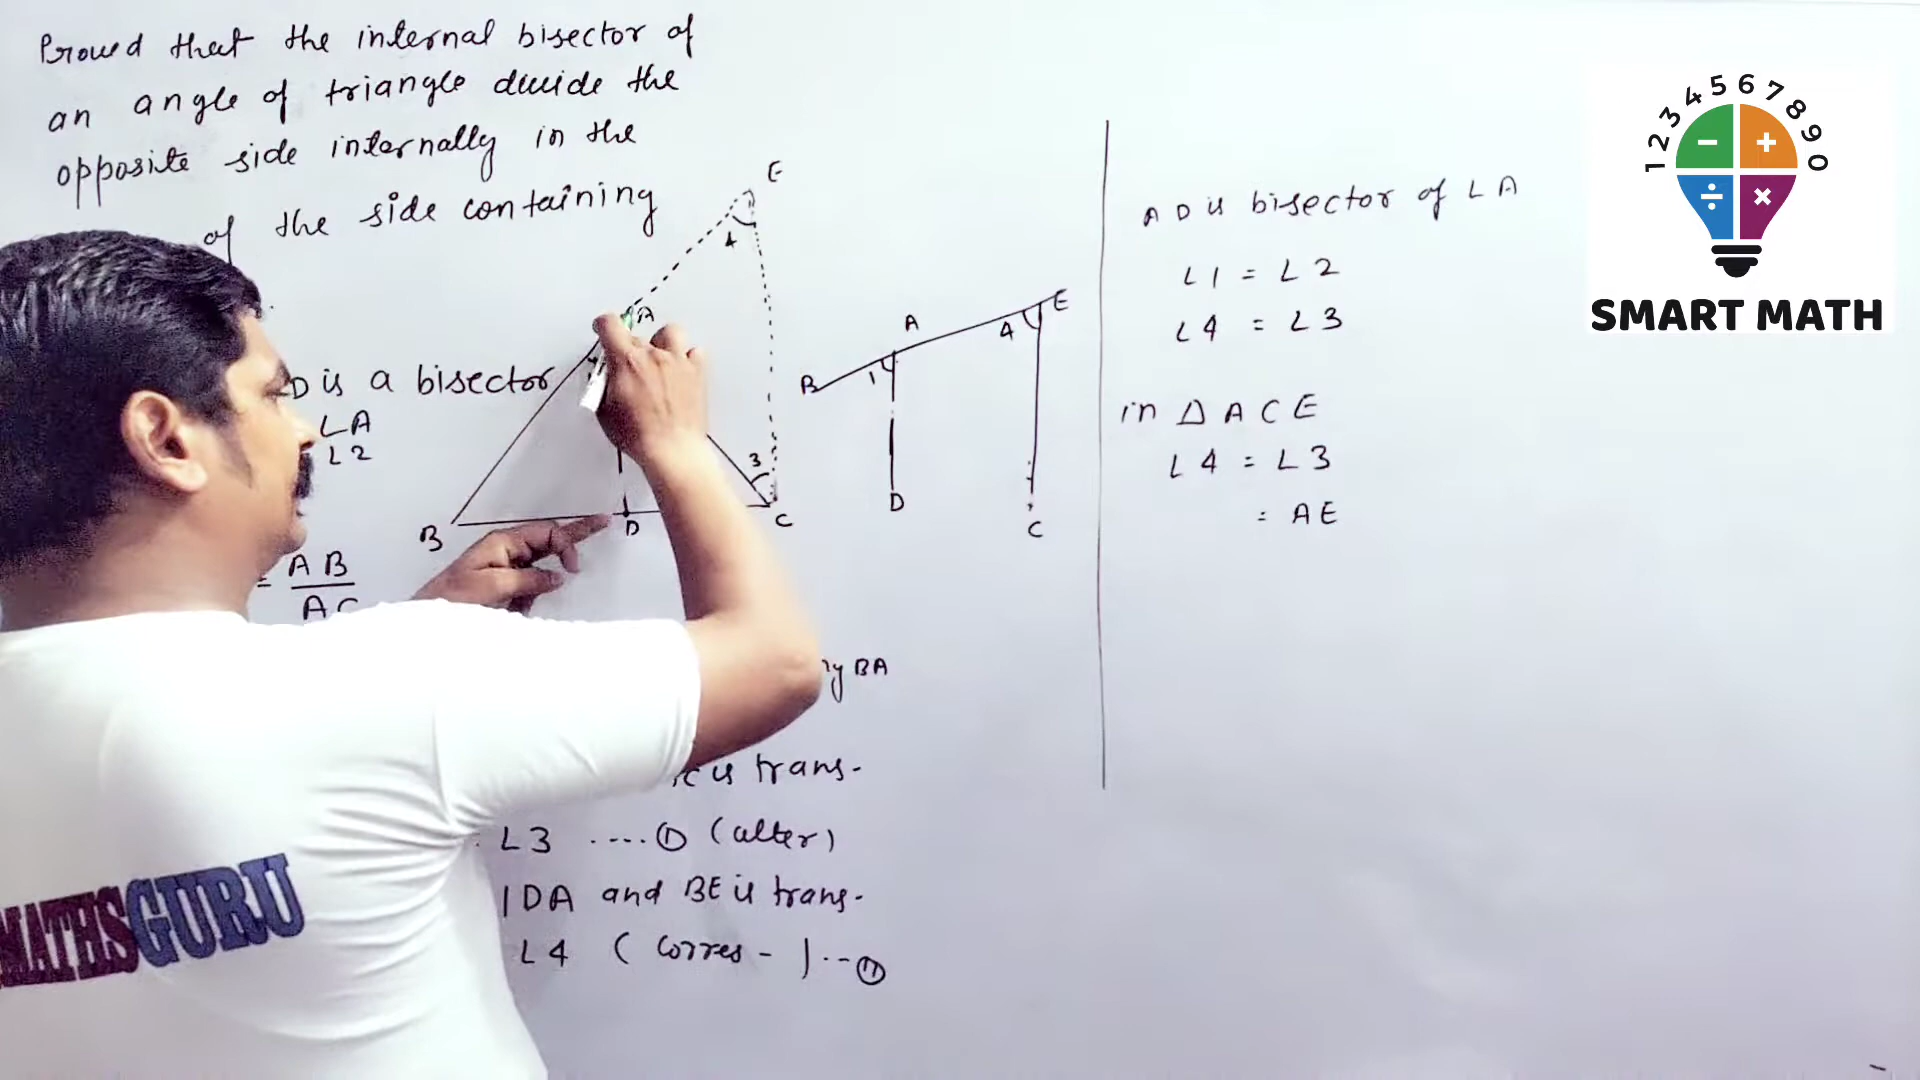 Proved that the internal bisector of
an angle of triangle divide the
opposite side internally in the
of the side containing
D is a bisector
∠A
∠2
= AB
AC
BA
is trans-
∠3 ....① (alter)
DA and BE is trans-
∠4 ( Corres - )..②
E
4
A
3
B
D
C
A
E
4
B
1
D
C
AD is bisector of ∠A
∠1 = ∠2
∠4 = ∠3
in Δ ACE
∠4 = ∠3
= AE
1234567890
− +
÷ ×
SMART MATH
MATHSGURU